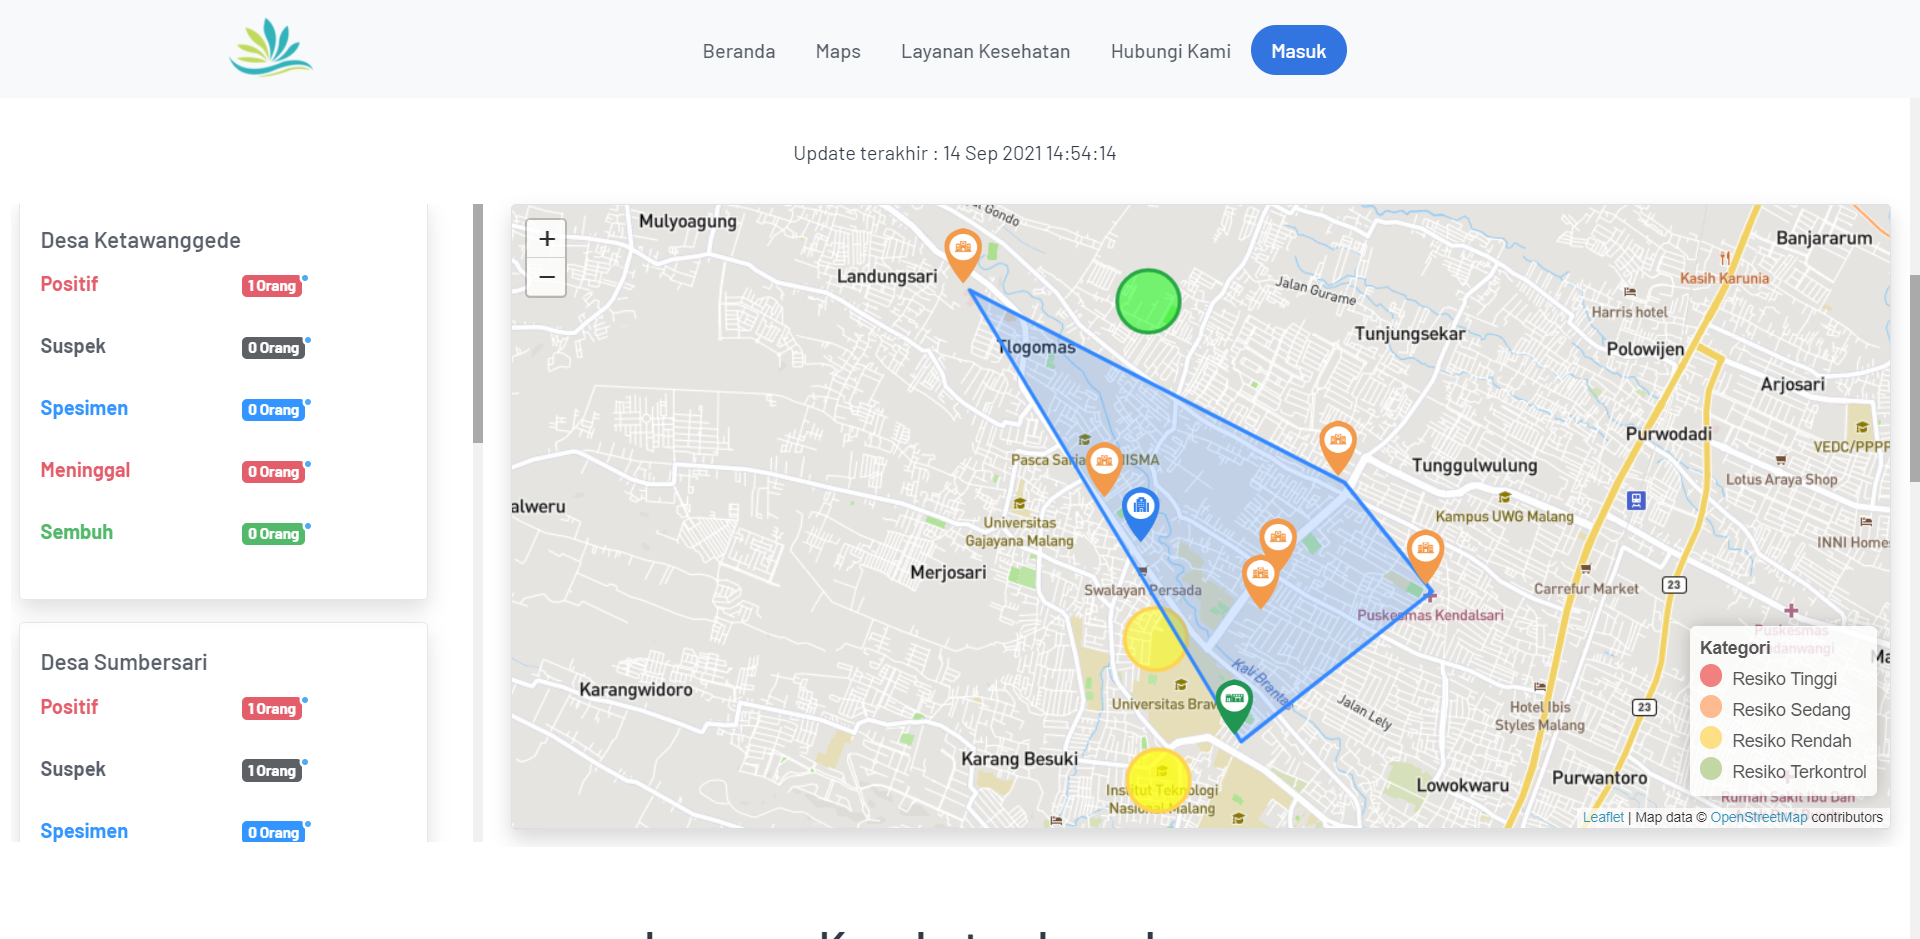 Beranda
Maps
Layanan Kesehatan
Hubungi Kami
Masuk
Update terakhir : 14 Sep 2021 14:54:14
Desa Ketawanggede
Positif
1 Orang
Suspek
0 Orang
Spesimen
0 Orang
Meninggal
0 Orang
Sembuh
0 Orang
Desa Sumbersari
Positif
1 Orang
Suspek
1 Orang
Spesimen
0 Orang
+
−
Mulyoagung
Gondo
Banjararum
Landungsari
Kasih Karunia
Jalan Gurame
Harris hotel
Tunjungsekar
Tlogomas
Polowijen
Arjosari
Purwodadi
VEDC/PPPP
Pasca
Tunggulwulung
Lotus Araya Shop
alweru
Universitas
Gajayana Malang
Kampus UWG Malang
INNI Home
Merjosari
Swalayan Persada
Carrefur Market
23
Puskesmas Kendalsari
Puskesmas
Kali Brantas
Karangwidoro
Universitas
Jalan Lely
Hotel Ibis
Styles Malang
23
Karang Besuki
Institut Teknologi
Nasional Malang
Lowokwaru
Purwantoro
Rumah Sakit Ibu Dan
Kategori
Resiko Tinggi
Resiko Sedang
Resiko Rendah
Resiko Terkontrol
Leaflet | Map data © OpenStreetMap contributors